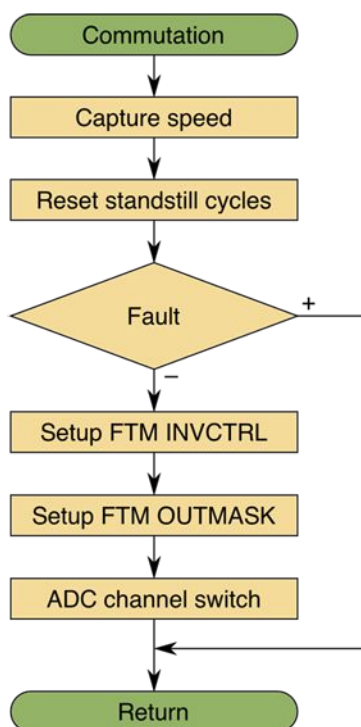 Commutation
Capture speed
Reset standstill cycles
Fault
+
–
Setup FTM INVCTRL
Setup FTM OUTMASK
ADC channel switch
Return